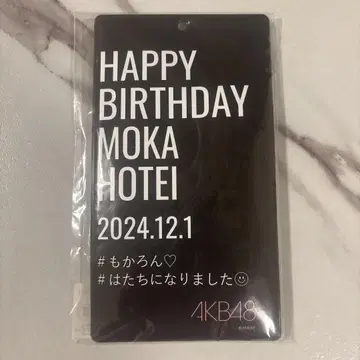 HAPPY
BIRTHDAY
MOKA
HOTEI
2024.12.1
#もかろん♡
#はたちになりました☺
AKB48